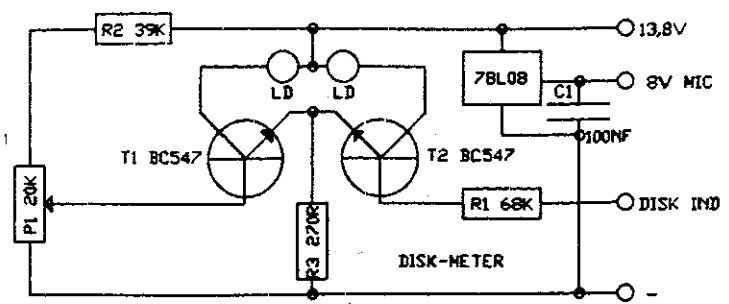 R2 39K
13,8V
78L08
8V MIC
C1
LD
LD
100NF
T1 BC547
T2 BC547
P1 20K
R1 68K
DISK IND
R3 270R
DISK-METER
-